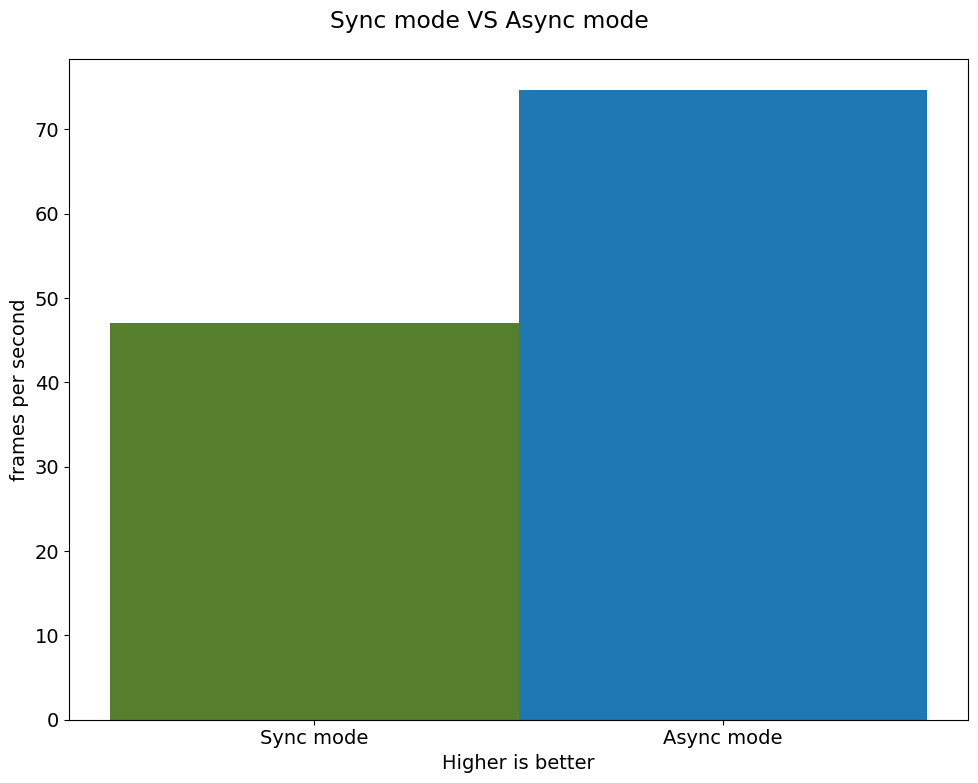 Sync mode VS Async mode
70
60
50
40
30
20
10
0
frames per second
Sync mode
Async mode
Higher is better